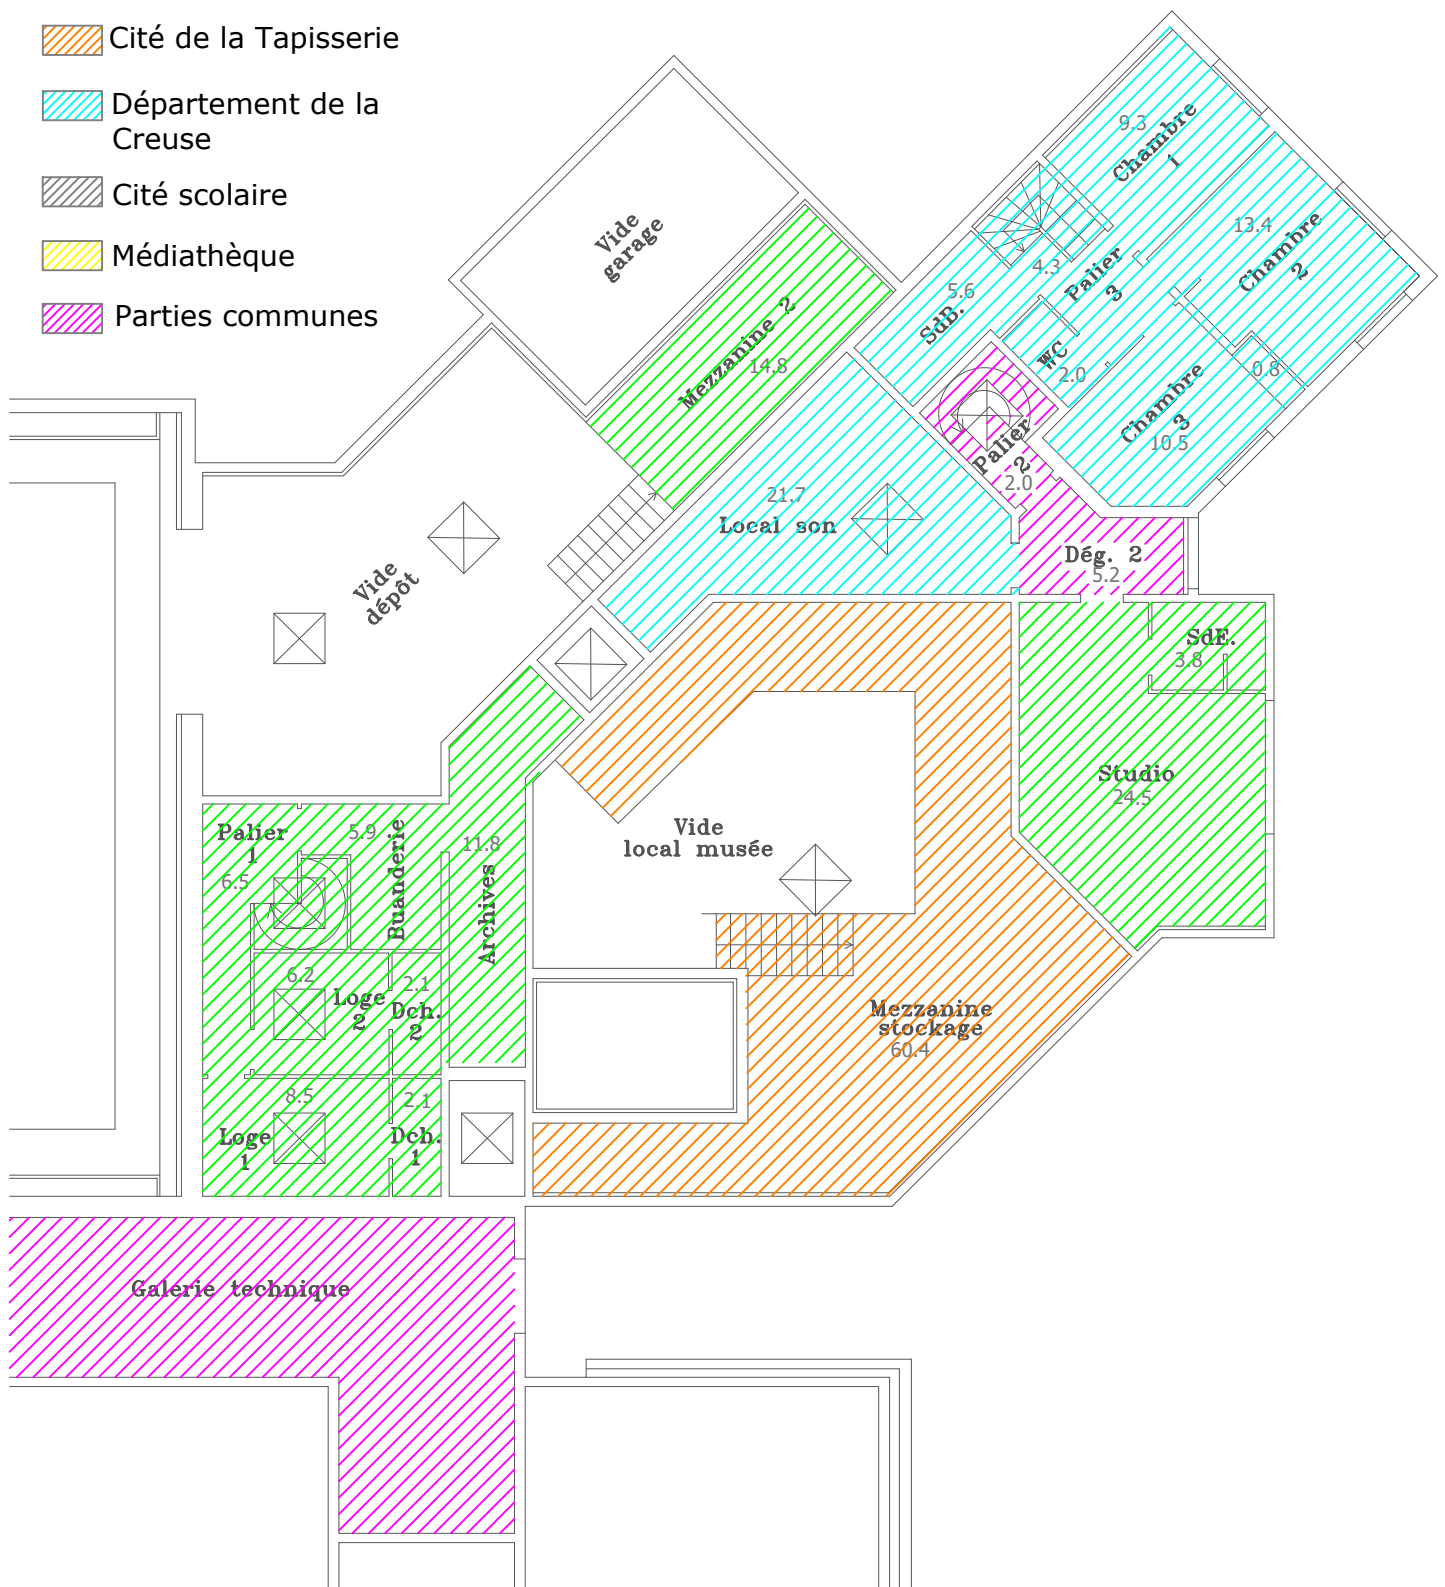 Cité de la Tapisserie
Département de la
Creuse
Cité scolaire
Médiathèque
Parties communes
9.3
Chambre
1
13.4
Chambre
2
4.3
Palier
3
5.6
SdB.
WC
2.0
0.8
Chambre
3
10.5
Vide
garage
Mezzanine 2
14.8
Palier
2
2.0
21.7
Local son
Dég. 2
5.2
Vide
dépôt
SdE.
3.8
Studio
24.5
Vide
local musée
Palier
1
6.5
5.9
Buanderie
11.8
Archives
6.2
Loge
2
2.1
Dch.
2
Mezzanine
stockage
60.4
8.5
Loge
1
2.1
Dch.
1
Galerie technique